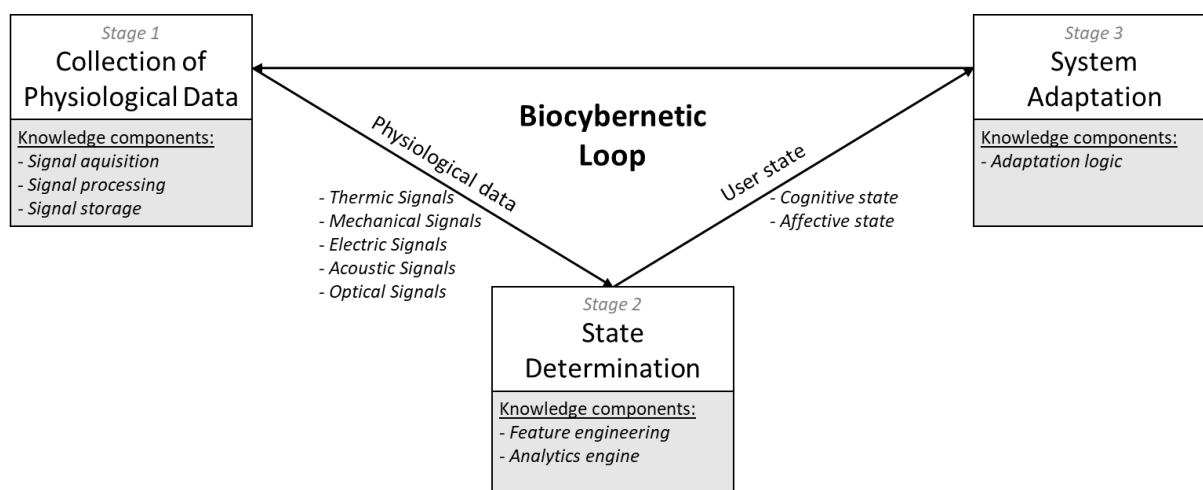 Stage 1
Collection of
Physiological Data
Knowledge components:
- Signal aquisition
- Signal processing
- Signal storage
Biocybernetic
Loop
Physiological data
- Thermic Signals
- Mechanical Signals
- Electric Signals
- Acoustic Signals
- Optical Signals
User state
- Cognitive state
- Affective state
Stage 3
System
Adaptation
Knowledge components:
- Adaptation logic
Stage 2
State
Determination
Knowledge components:
- Feature engineering
- Analytics engine